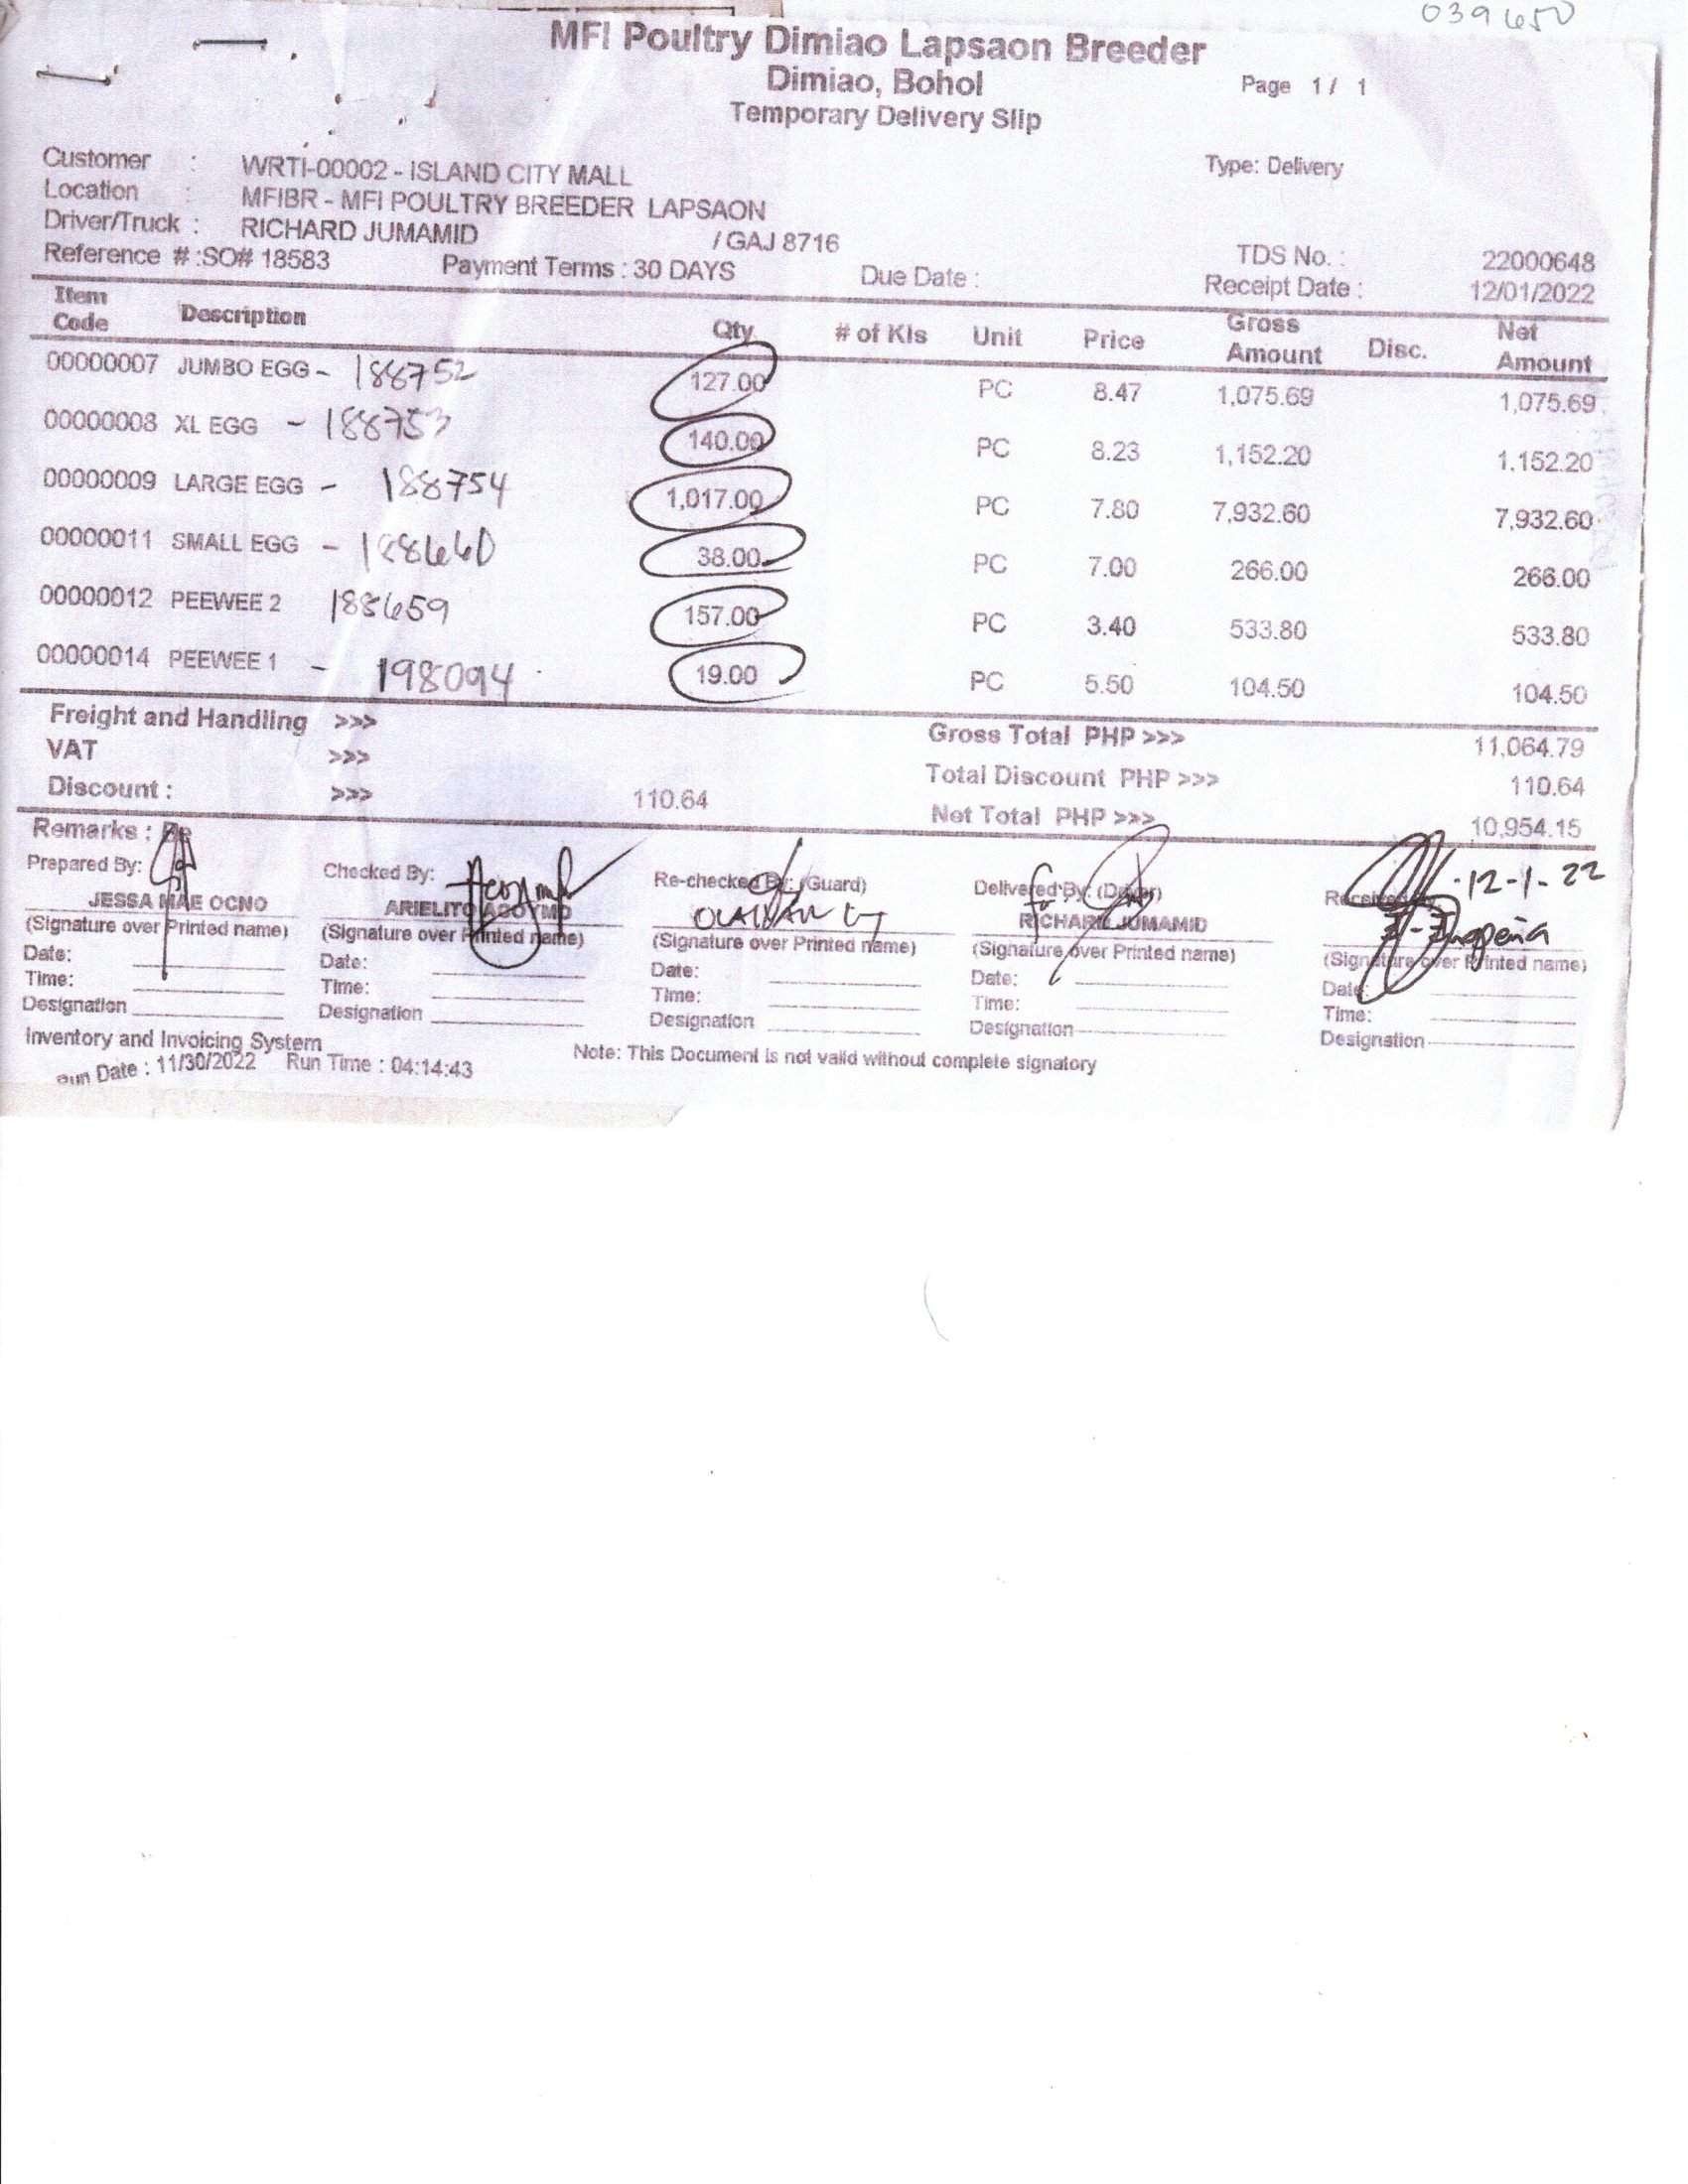 039650
MFI Poultry Dimiao Lapsaon Breeder
Dimiao, Bohol
Page 1 / 1
Temporary Delivery Slip
Customer : WRTI-00002 - ISLAND CITY MALL Type: Delivery
Location : MFIBR - MFI POULTRY BREEDER LAPSAON
Driver/Truck : RICHARD JUMAMID / GAJ 8716 TDS No. : 22000648
Reference # :SO# 18583 Payment Terms : 30 DAYS Due Date : Receipt Date : 12/01/2022
Item Code Description Qty # of Kls Unit Price Gross Amount Disc. Net Amount
00000007 JUMBO EGG - 188752 127.00 PC 8.47 1,075.69 1,075.69
00000008 XL EGG - 188753 140.00 PC 8.23 1,152.20 1,152.20
00000009 LARGE EGG - 188754 1,017.00 PC 7.80 7,932.60 7,932.60
00000011 SMALL EGG - 188660 38.00 PC 7.00 266.00 266.00
00000012 PEEWEE 2 188659 157.00 PC 3.40 533.80 533.80
00000014 PEEWEE 1 - 198094 19.00 PC 5.50 104.50 104.50
Freight and Handling >>> Gross Total PHP >>> 11,064.79
VAT >>> Total Discount PHP >>> 110.64
Discount : >>> 110.64 Net Total PHP >>> 10,954.15
Remarks :
Prepared By: Checked By: Re-checked By: (Guard) Delivered By: (Driver) Received 12-1-22
JESSA MAE OCNO ARIELITO AGOYMO RICHARD JUMAMID
(Signature over Printed name) (Signature over Printed name) (Signature over Printed name) (Signature over Printed name) (Signature over Printed name)
Date: Date: Date: Date: Date:
Time: Time: Time: Time: Time:
Designation Designation Designation Designation Designation
Inventory and Invoicing System
Run Date : 11/30/2022 Run Time : 04:14:43 Note: This Document is not valid without complete signatory